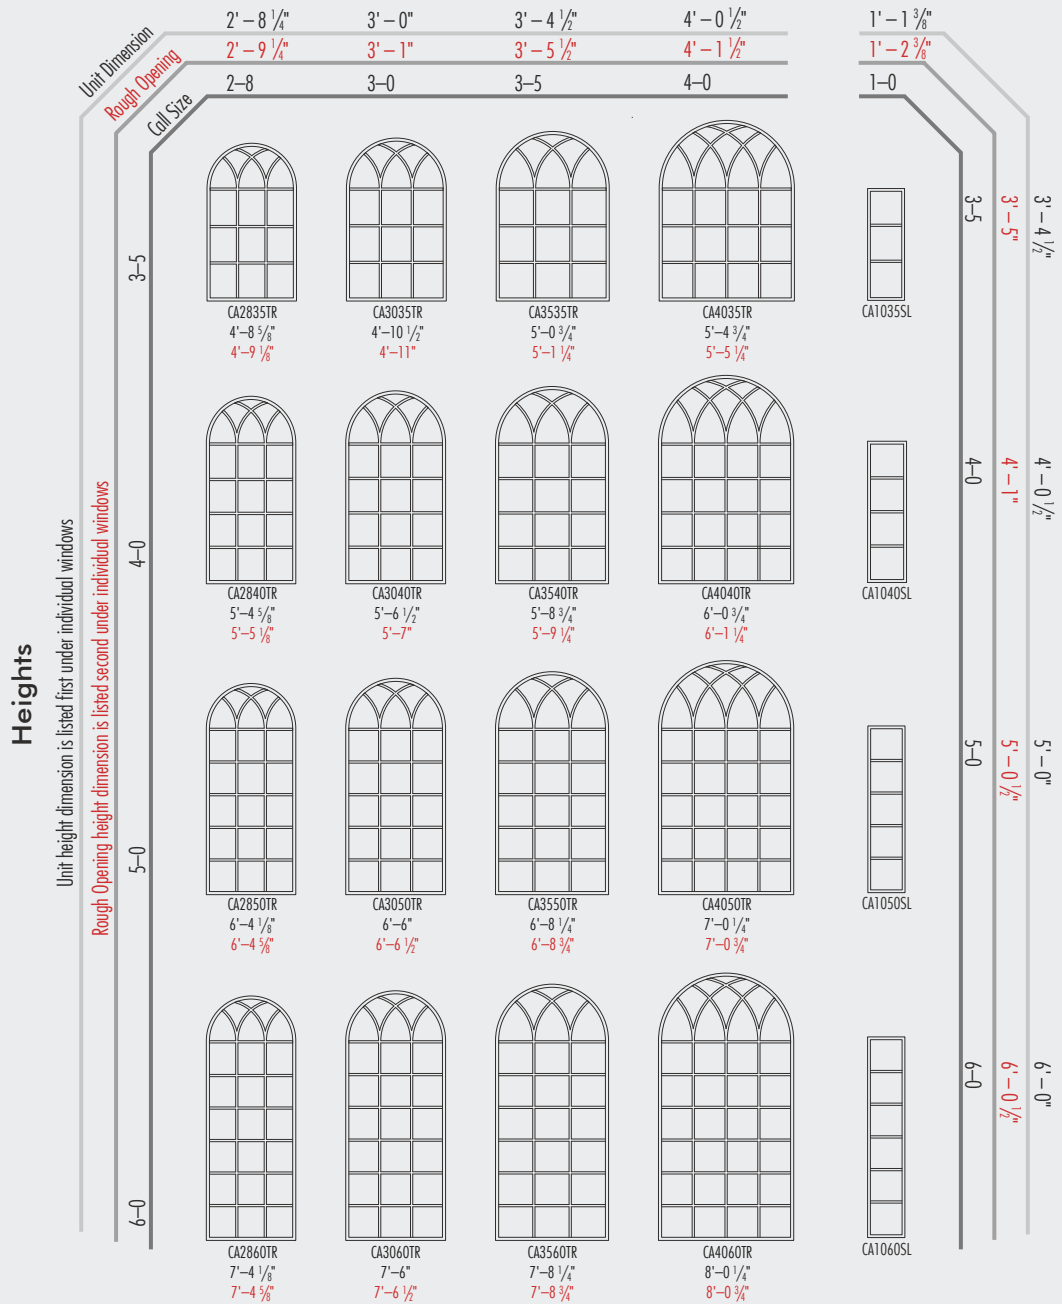 2' – 8 1/4" 3' – 0" 3' – 4 1/2" 4' – 0 1/2" 1' – 1 3/8"
Unit Dimension
2' – 9 1/4" 3' – 1" 3' – 5 1/2" 4' – 1 1/2" 1' – 2 3/8"
Rough Opening
2–8 3–0 3–5 4–0 1–0
Call Size
3–5
3–5 3' – 5" 3' – 4 1/2"
CA2835TR CA3035TR CA3535TR CA4035TR CA1035SL
4'–8 5/8" 4'–10 1/2" 5'–0 3/4" 5'–4 3/4"
4'–9 1/8" 4'–11" 5'–1 1/4" 5'–5 1/4"
4–0
4–0 4' – 1" 4' – 0 1/2"
CA2840TR CA3040TR CA3540TR CA4040TR CA1040SL
5'–4 5/8" 5'–6 1/2" 5'–8 3/4" 6'–0 3/4"
5'–5 1/8" 5'–7" 5'–9 1/4" 6'–1 1/4"
Heights
Unit height dimension is listed first under individual windows
Rough Opening height dimension is listed second under individual windows
5–0
5–0 5' – 0 1/2" 5' – 0"
CA2850TR CA3050TR CA3550TR CA4050TR CA1050SL
6'–4 1/8" 6'–6" 6'–8 1/4" 7'–0 1/4"
6'–4 5/8" 6'–6 1/2" 6'–8 3/4" 7'–0 3/4"
6–0
6–0 6' – 0 1/2" 6' – 0"
CA2860TR CA3060TR CA3560TR CA4060TR CA1060SL
7'–4 1/8" 7'–6" 7'–8 1/4" 8'–0 1/4"
7'–4 5/8" 7'–6 1/2" 7'–8 3/4" 8'–0 3/4"